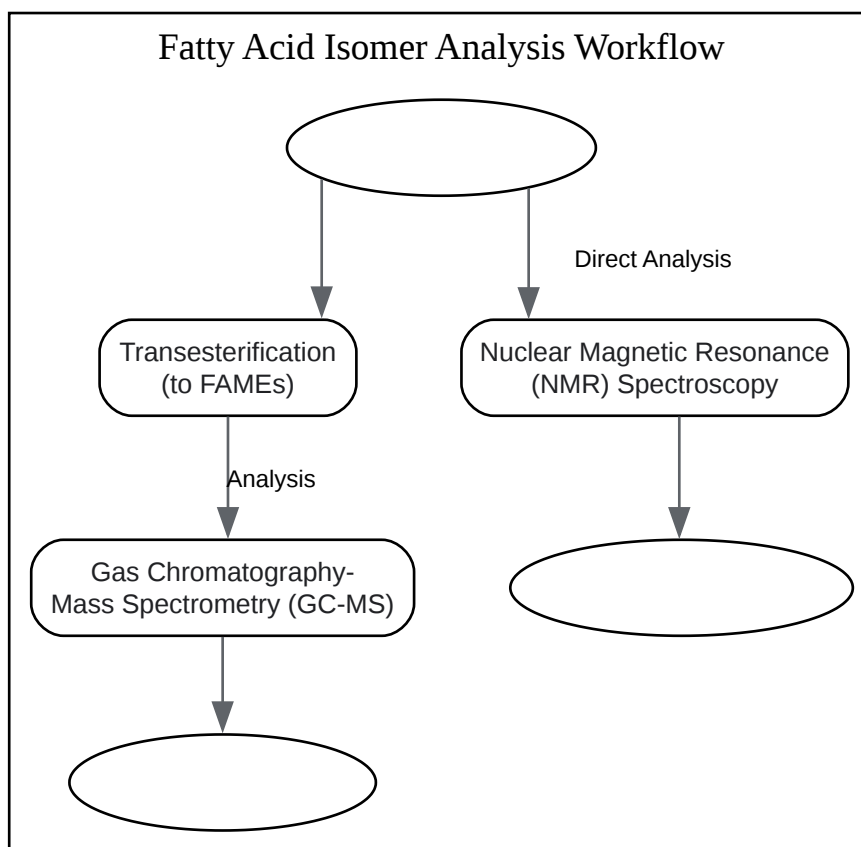 Fatty Acid Isomer Analysis Workflow
Direct Analysis
Transesterification
(to FAMEs)
Nuclear Magnetic Resonance
(NMR) Spectroscopy
Analysis
Gas Chromatography-
Mass Spectrometry (GC-MS)